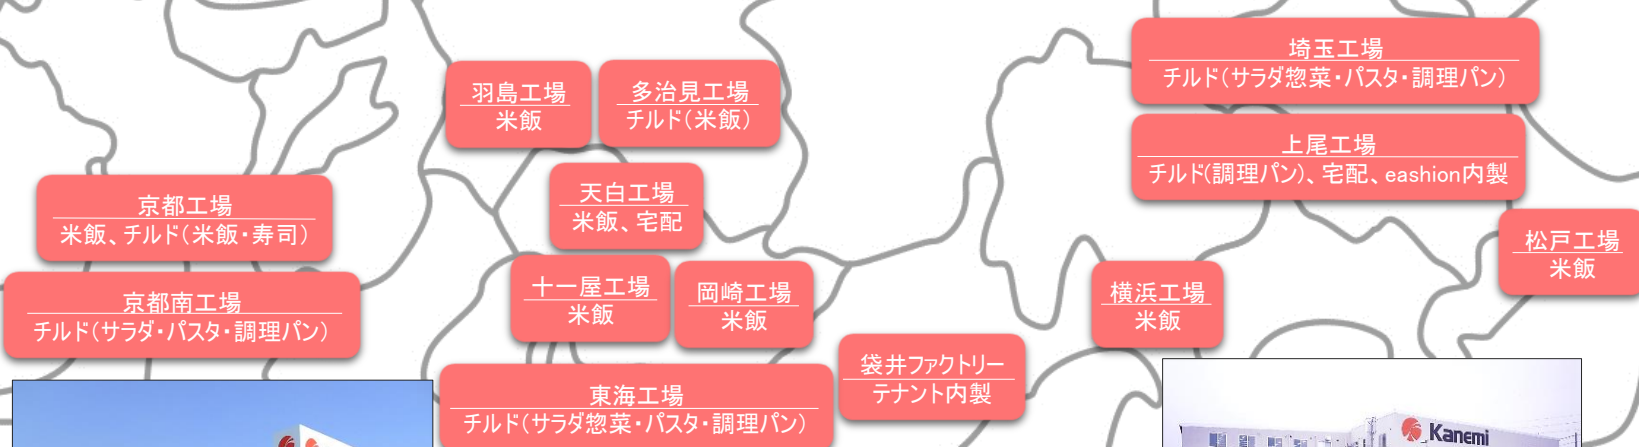 埼玉工場
チルド(サラダ惣菜・パスタ・調理パン)
羽島工場
米飯
多治見工場
チルド(米飯)
上尾工場
チルド(調理パン)、宅配、eashion内製
天白工場
米飯、宅配
京都工場
米飯、チルド(米飯・寿司)
松戸工場
米飯
十一屋工場
米飯
岡崎工場
米飯
横浜工場
米飯
京都南工場
チルド(サラダ・パスタ・調理パン)
袋井ファクトリー
テナント内製
東海工場
チルド(サラダ惣菜・パスタ・調理パン)
Kanemi